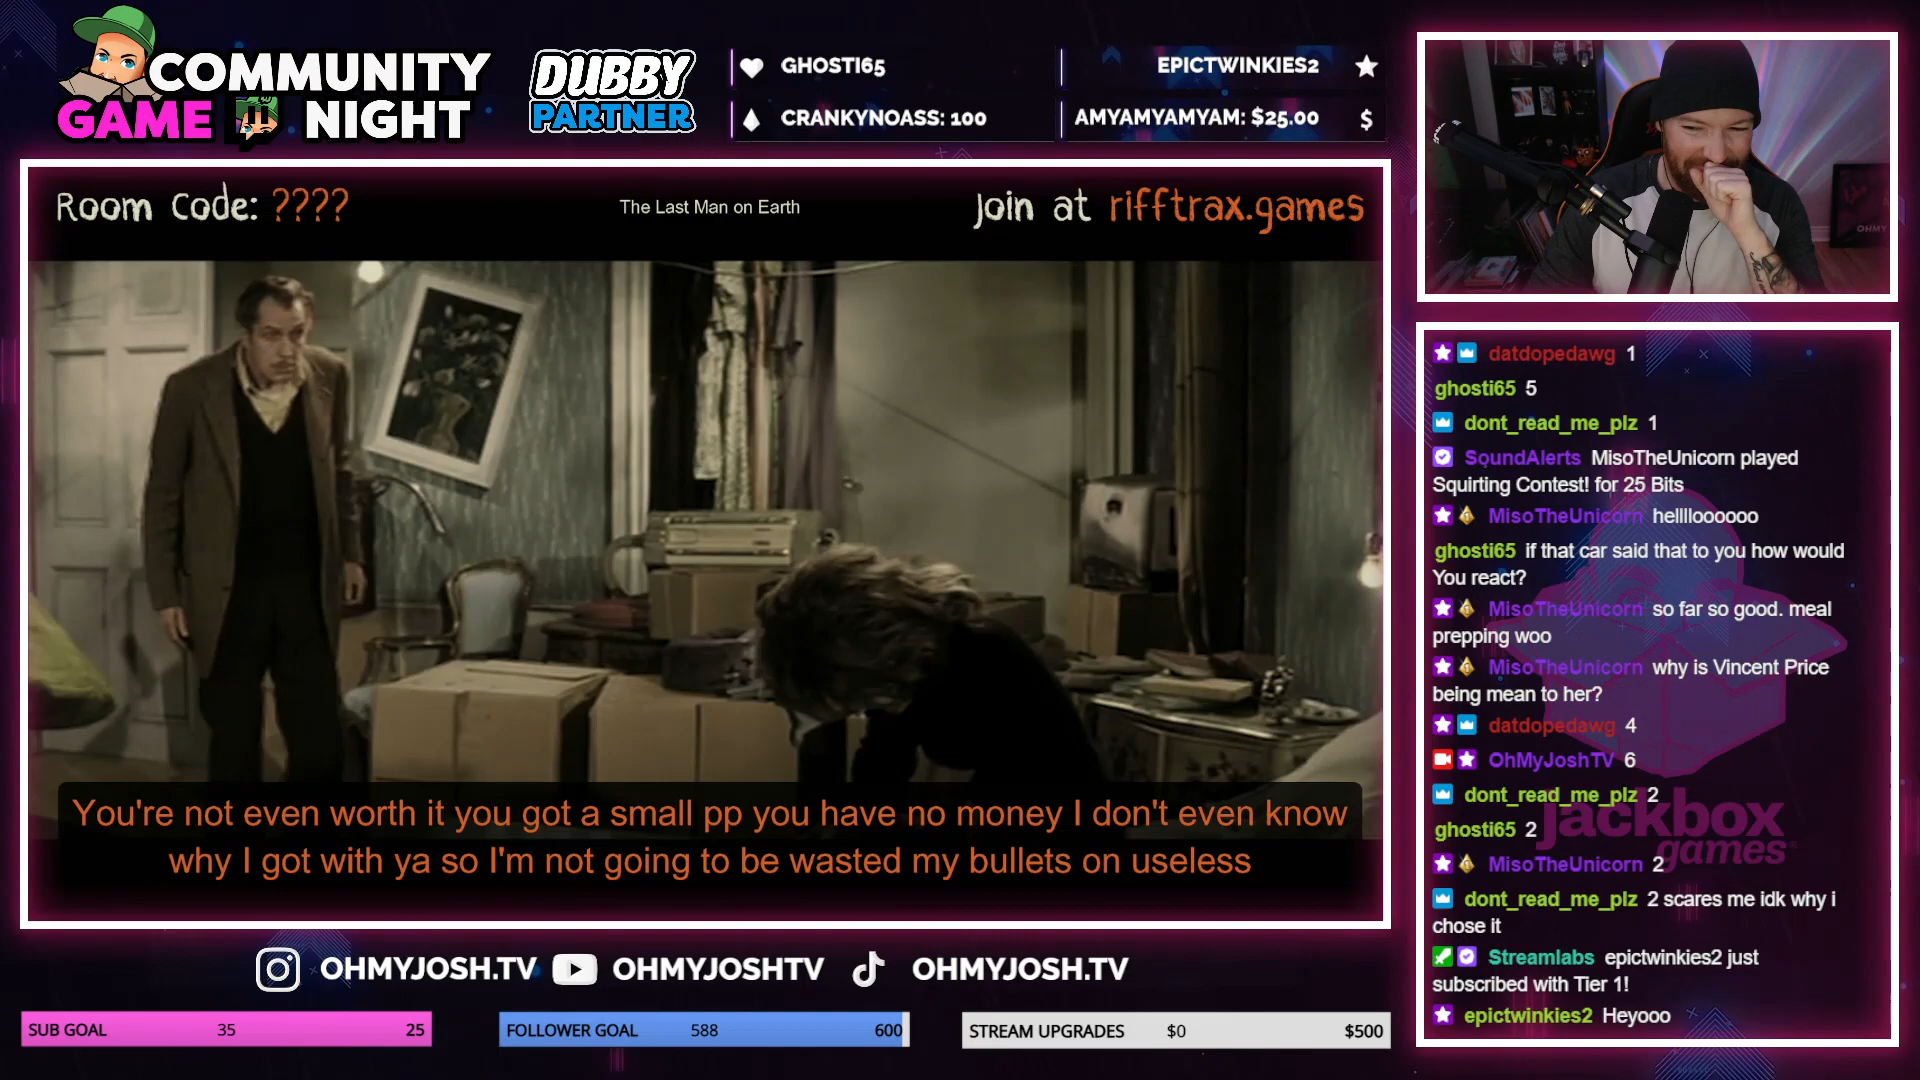 COMMUNITY
GAME NIGHT
DUBBY
PARTNER
GHOSTI65
CRANKYNOASS: 100
EPICTWINKIES2
AMYAMYAMYAM: $25.00
$
Room Code: ????
The Last Man on Earth
Join at rifftrax.games
You're not even worth it you got a small pp you have no money I don't even know
why I got with ya so I'm not going to be wasted my bullets on useless
OHMYJOSH.TV
OHMYJOSHTV
OHMYJOSH.TV
SUB GOAL 35 25
FOLLOWER GOAL 588 600
STREAM UPGRADES $0 $500
OHMY
datdopedawg 1
ghosti65 5
dont_read_me_plz 1
SoundAlerts MisoTheUnicorn played
Squirting Contest! for 25 Bits
MisoTheUnicorn helllloooooo
ghosti65 if that car said that to you how would
You react?
MisoTheUnicorn so far so good. meal
prepping woo
MisoTheUnicorn why is Vincent Price
being mean to her?
datdopedawg 4
OhMyJoshTV 6
dont_read_me_plz 2
ghosti65 2
MisoTheUnicorn 2
dont_read_me_plz 2 scares me idk why i
chose it
Streamlabs epictwinkies2 just
subscribed with Tier 1!
epictwinkies2 Heyooo
jackbox
games